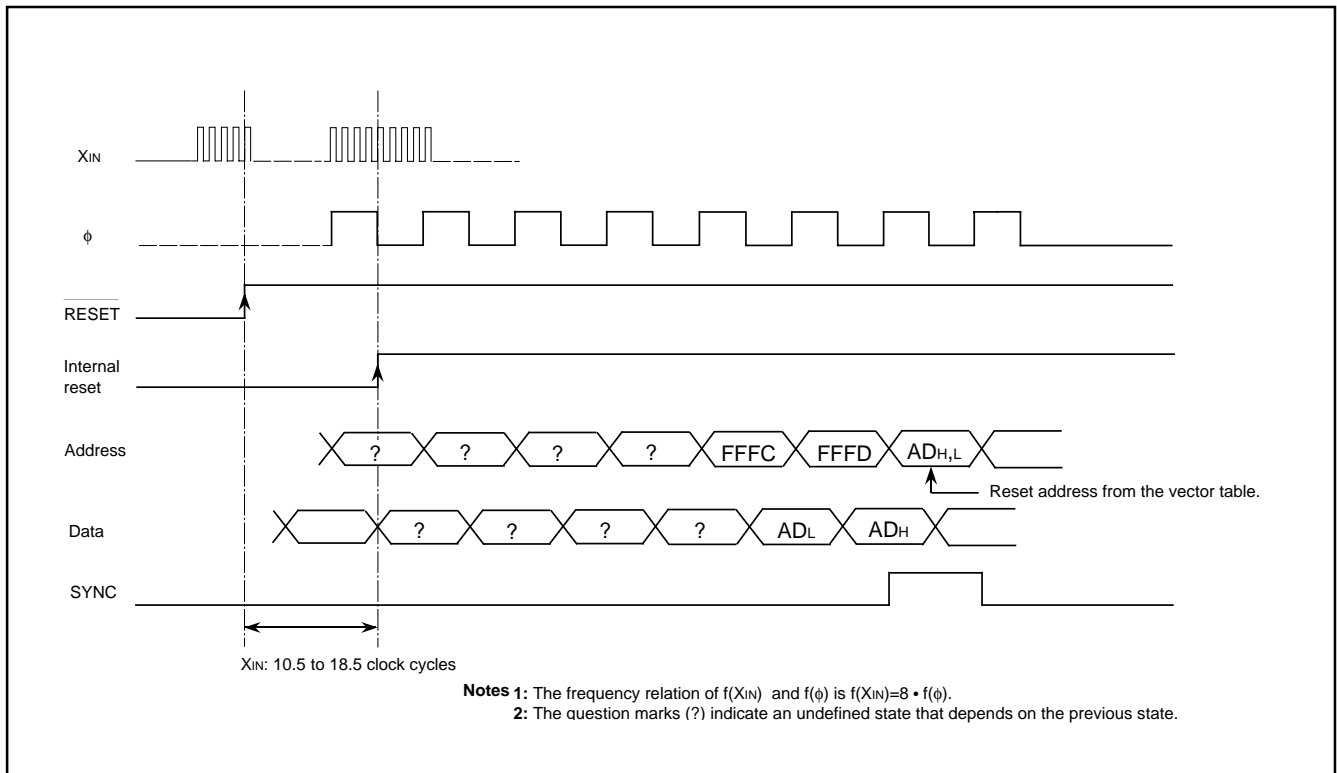 XIN
ϕ
RESET
Internal
reset
Address
? ? ? ? FFFC FFFD ADH,L
Reset address from the vector table.
Data
? ? ? ? ADL ADH
SYNC
XIN: 10.5 to 18.5 clock cycles
Notes 1: The frequency relation of f(XIN) and f(ϕ) is f(XIN)=8 • f(ϕ).
2: The question marks (?) indicate an undefined state that depends on the previous state.